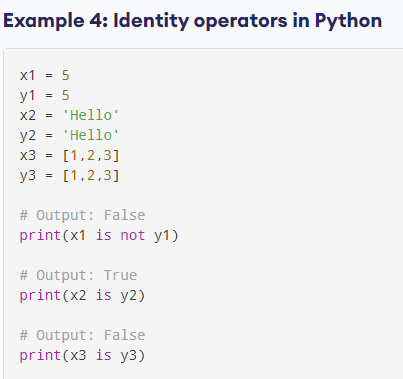 Example 4: Identity operators in Python
x1 = 5
y1 = 5
x2 = 'Hello'
y2 = 'Hello'
x3 = [1,2,3]
y3 = [1,2,3]
# Output: False
print(x1 is not y1)
# Output: True
print(x2 is y2)
# Output: False
print(x3 is y3)